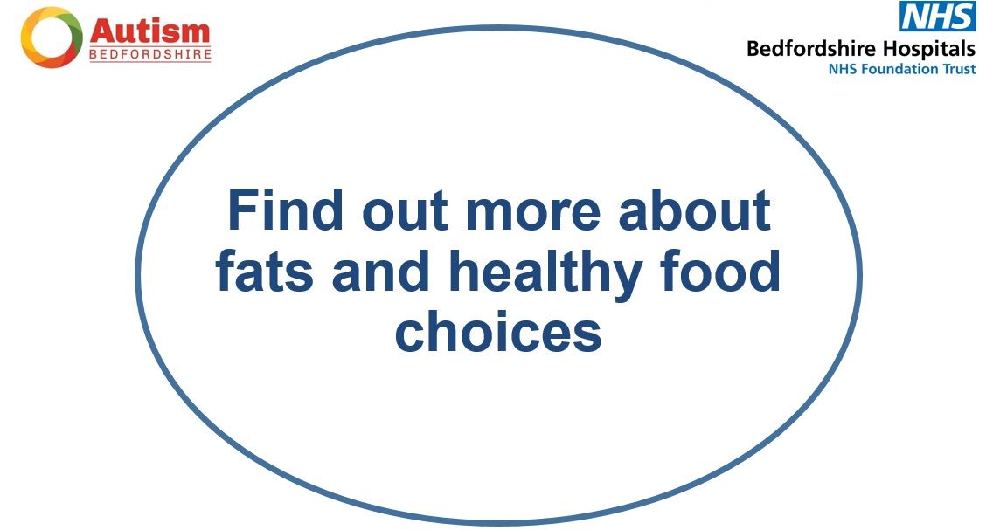 Autism
BEDFORDSHIRE
NHS
Bedfordshire Hospitals
NHS Foundation Trust
Find out more about
fats and healthy food
choices